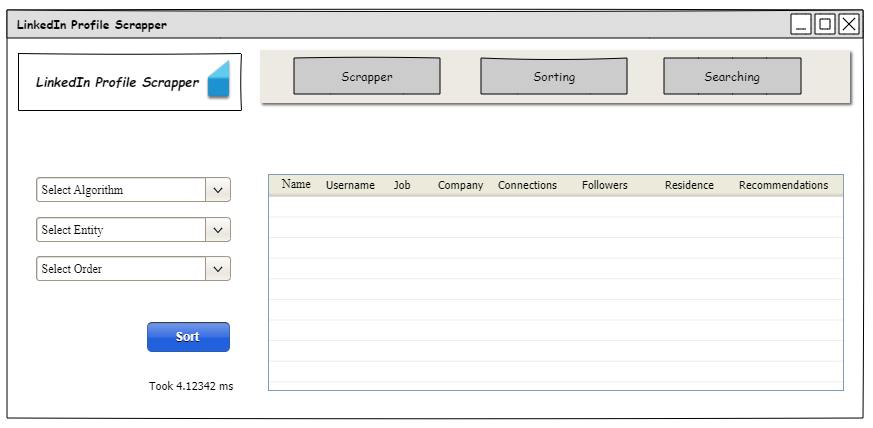 LinkedIn Profile Scrapper
LinkedIn Profile Scrapper
Scrapper Sorting Searching
Select Algorithm
Select Entity
Select Order
Sort
Took 4.12342 ms
Name Username Job Company Connections Followers Residence Recommendations